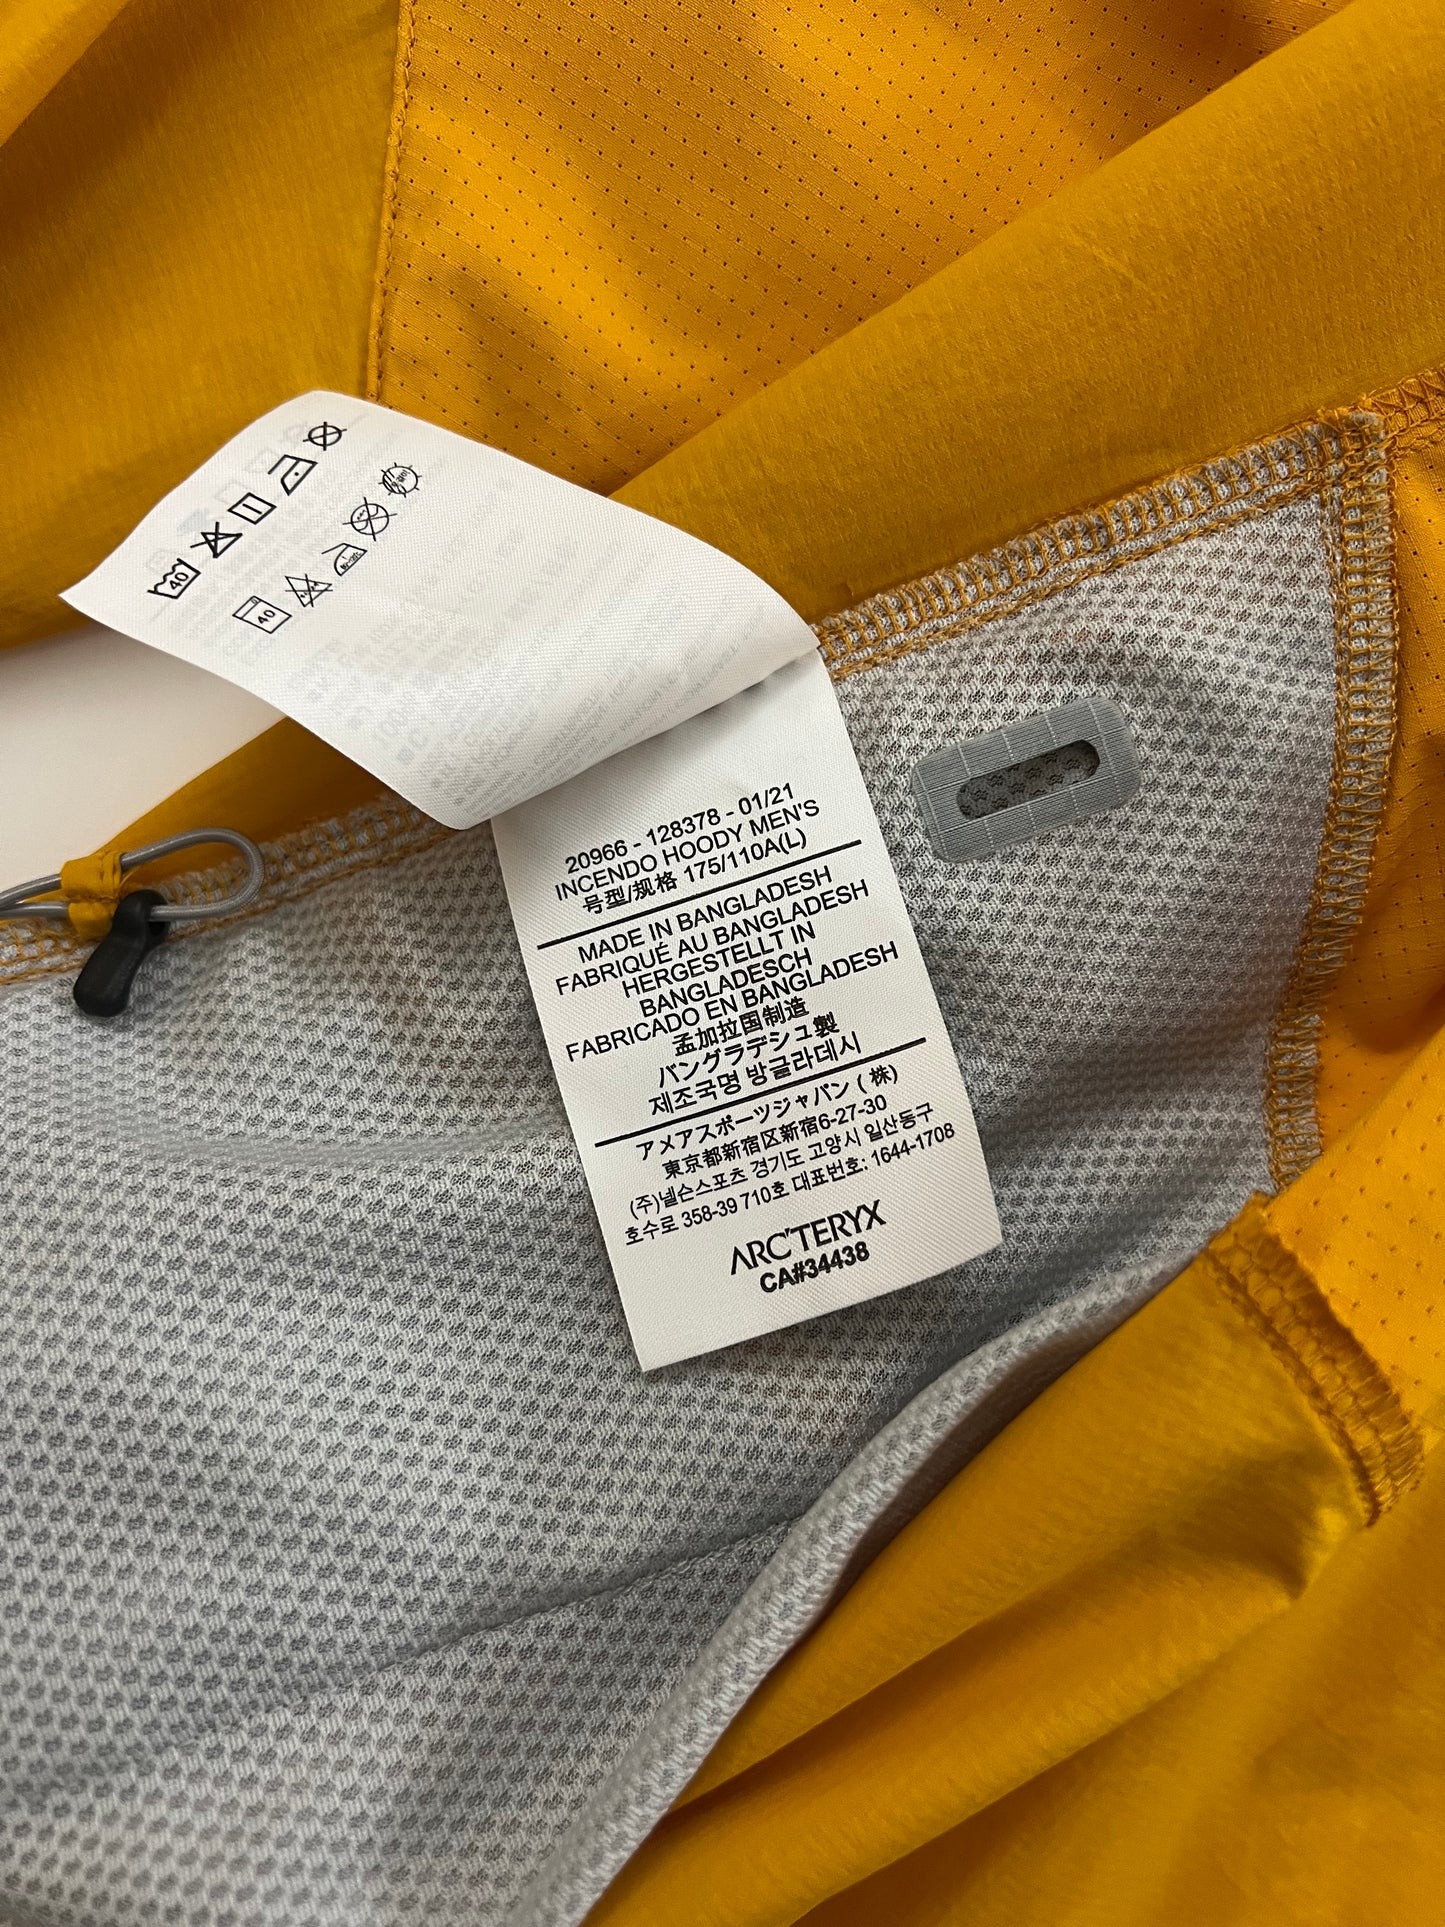 40
40
20966 - 128378 - 01/21
INCENDO HOODY MEN'S
号型/规格 175/110A(L)
MADE IN BANGLADESH
FABRIQUÉ AU BANGLADESH
HERGESTELLT IN
BANGLADESCH
FABRICADO EN BANGLADESH
孟加拉国制造
バングラデシュ製
제조국명 방글라데시
アメアスポーツジャパン (株)
東京都新宿区新宿6-27-30
(주)넬슨스포츠 경기도 고양시 일산동구
호수로 358-39 710호 대표번호: 1644-1708
ARC'TERYX
CA#34438